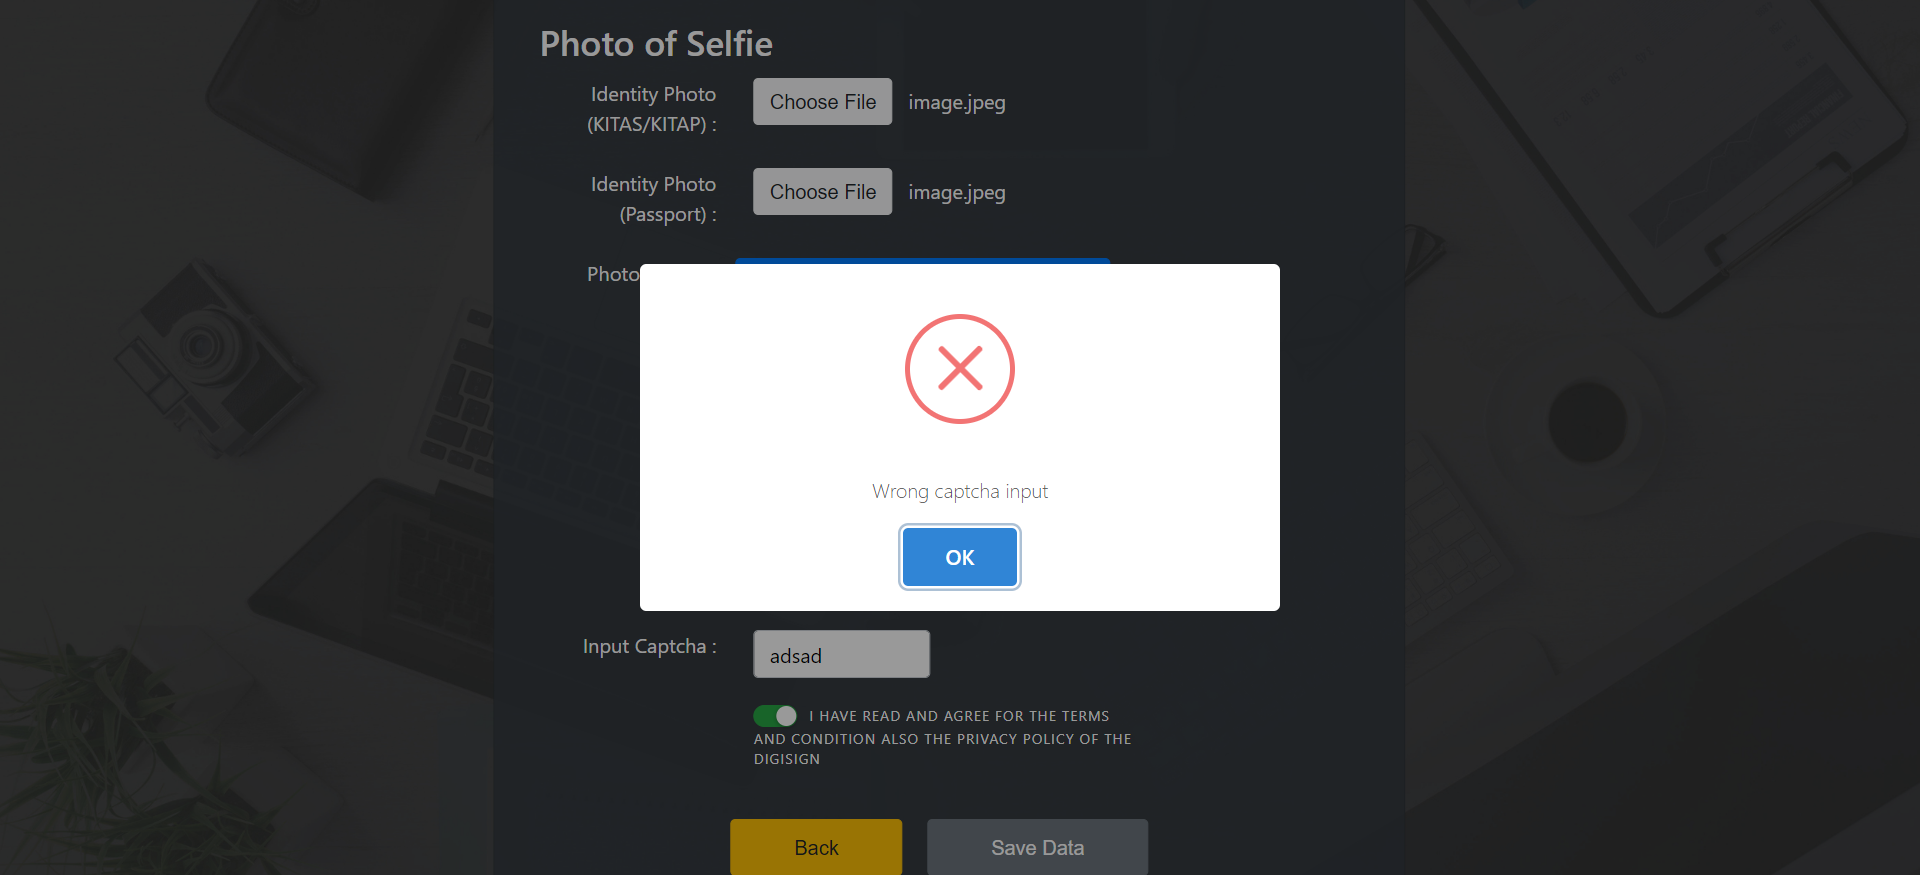 Photo of Selfie
Identity Photo
(KITAS/KITAP) :
Choose File
image.jpeg
Identity Photo
(Passport) :
Choose File
image.jpeg
Photo
Wrong captcha input
OK
Input Captcha :
adsad
I HAVE READ AND AGREE FOR THE TERMS
AND CONDITION ALSO THE PRIVACY POLICY OF THE
DIGISIGN
Back
Save Data